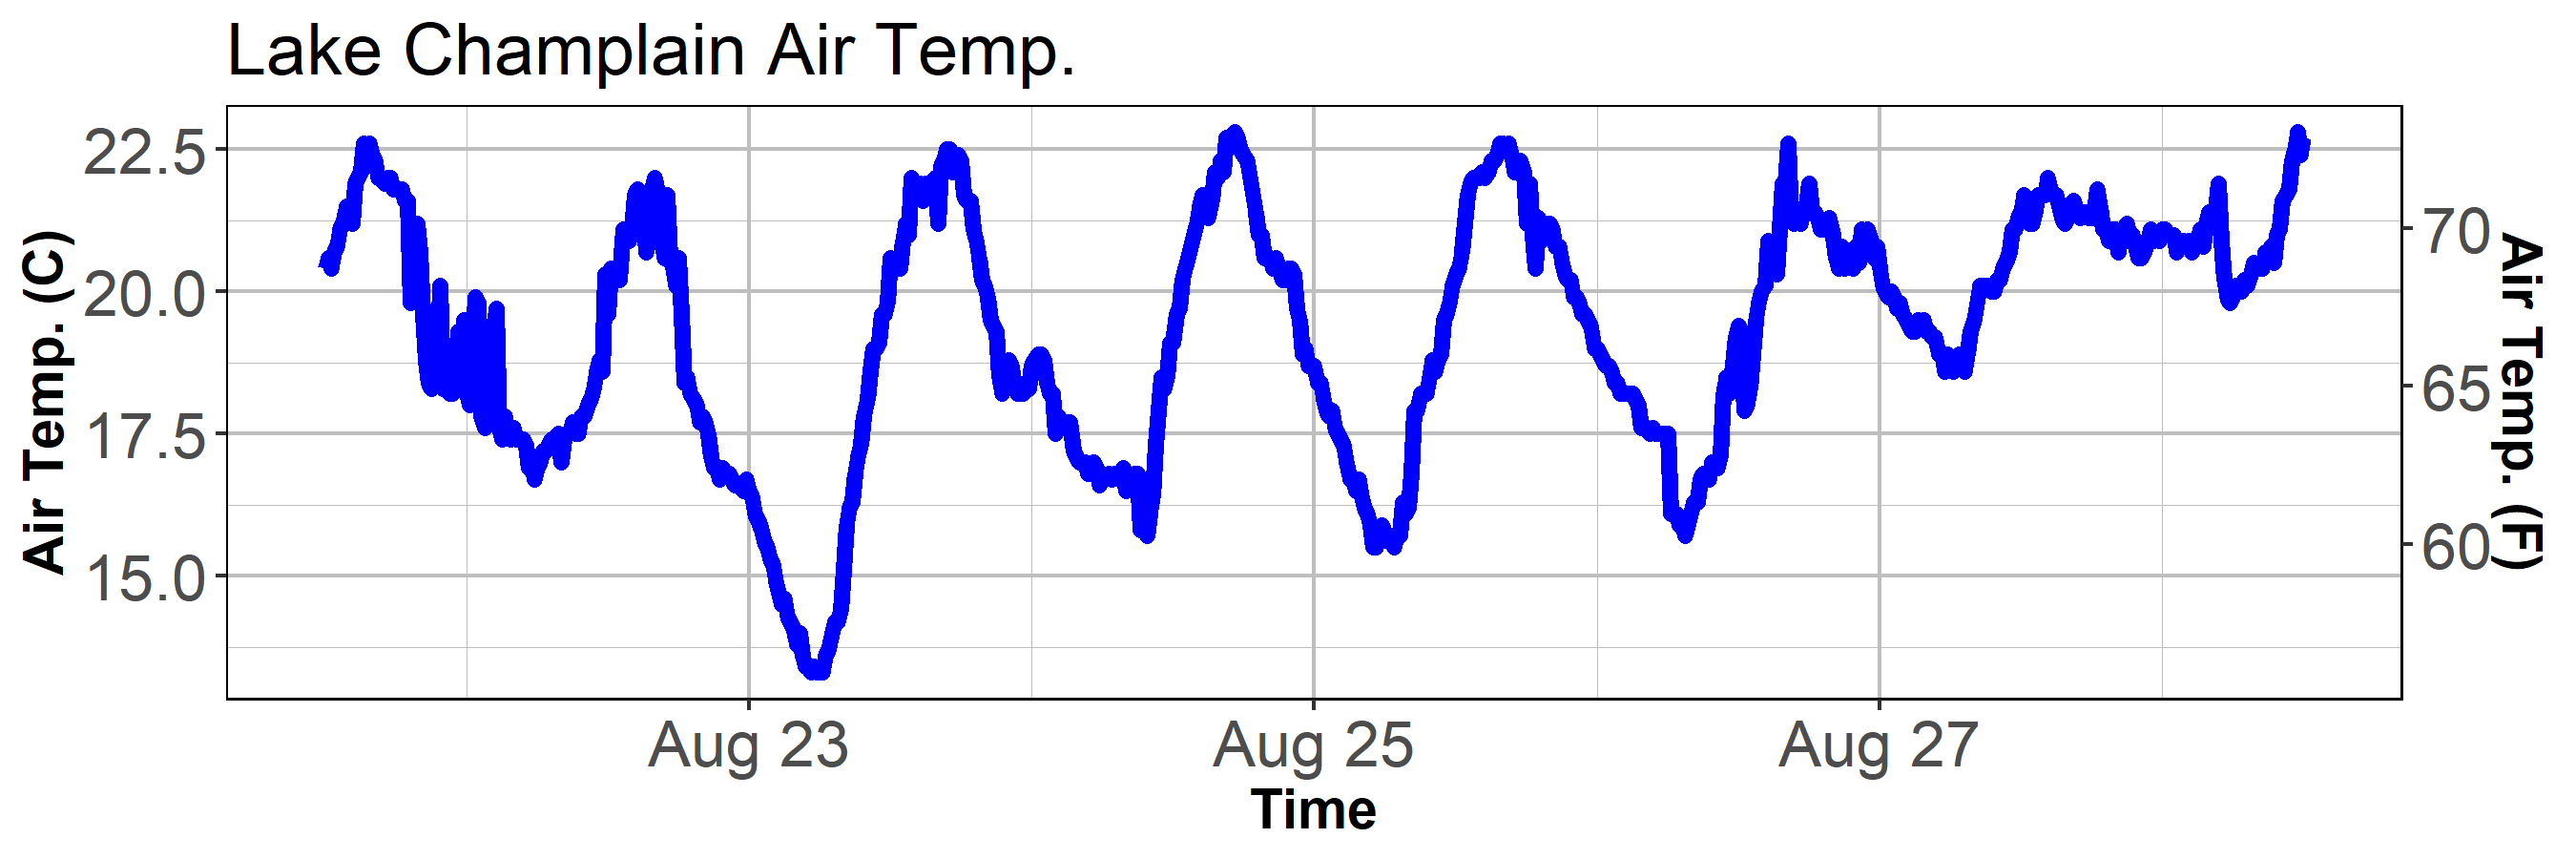 Lake Champlain Air Temp.
Air Temp. (C)
22.5
20.0
17.5
15.0
70
65
60
Air Temp. (F)
Aug 23
Aug 25
Aug 27
Time